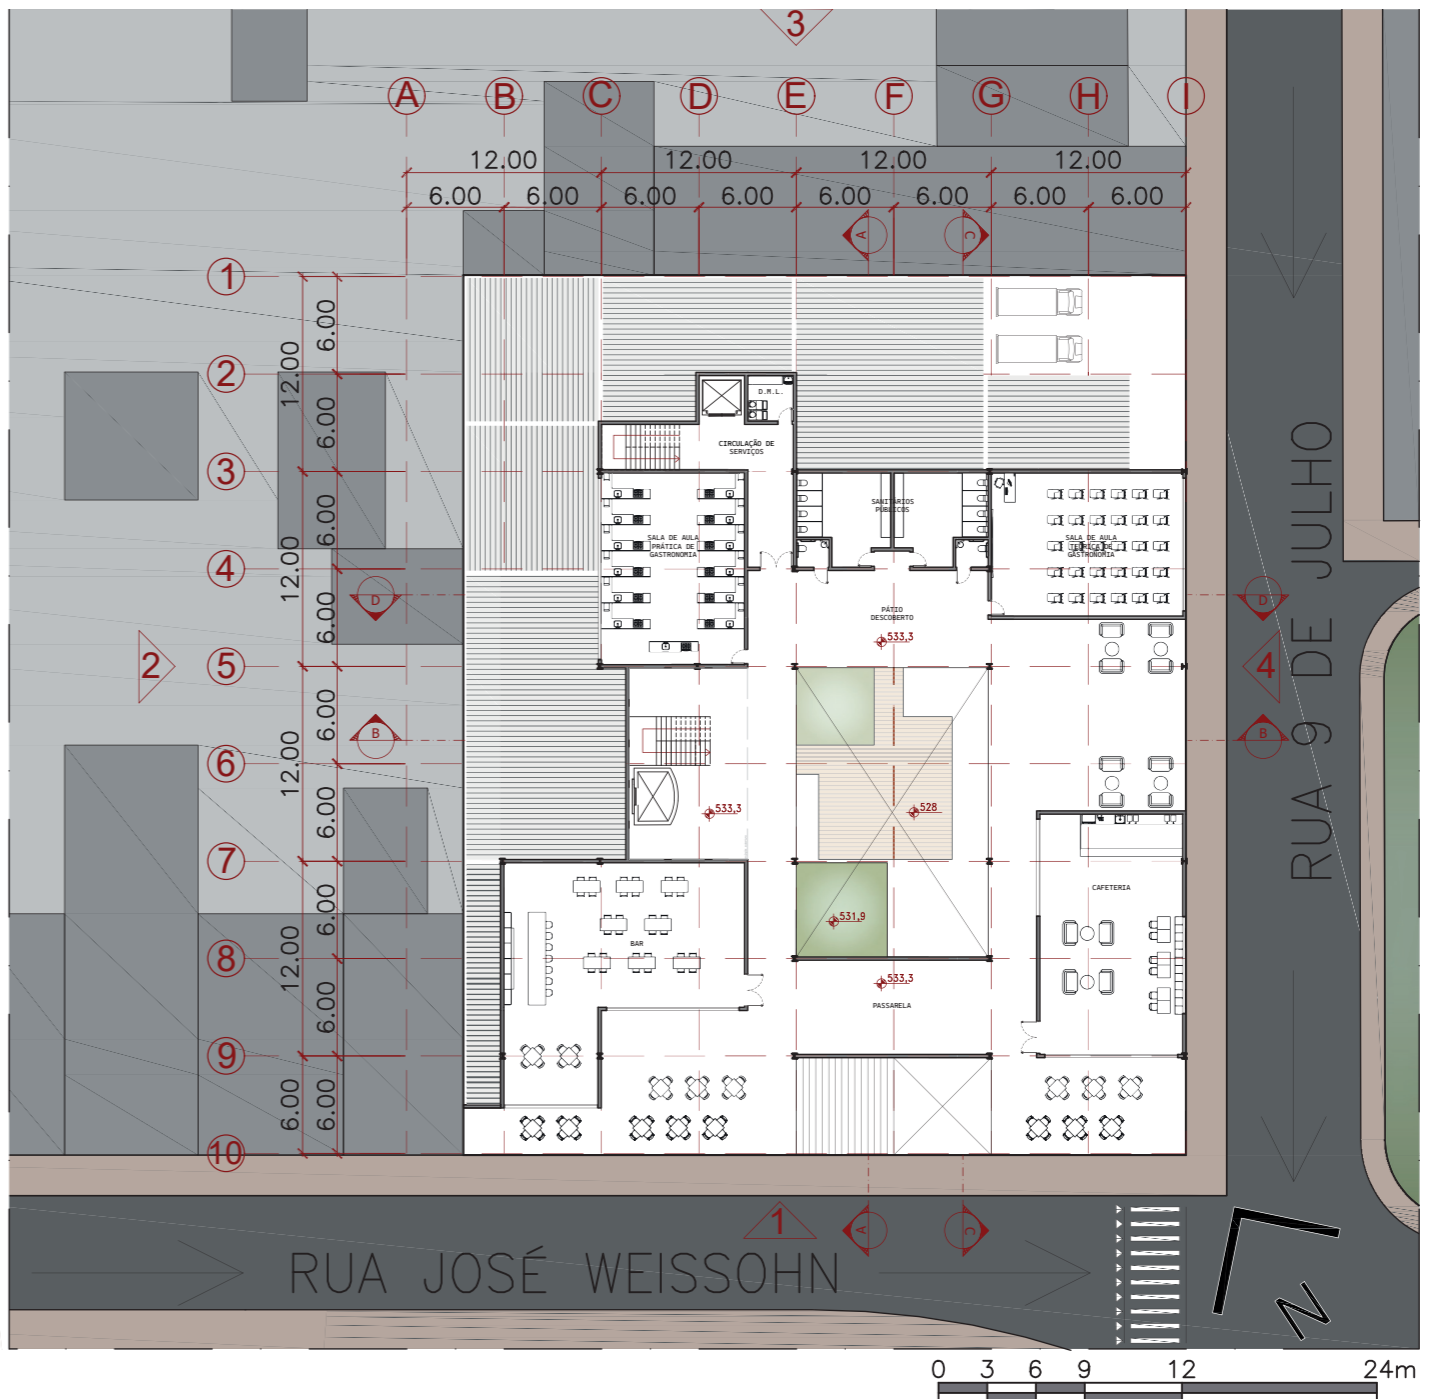 3
A B C D E F G H I
12.00 12.00 12.00 12.00
6.00 6.00 6.00 6.00 6.00 6.00 6.00 6.00
A C
1
6.00
12.00
2
D.M.L.
6.00
CIRCULAÇÃO DE
SERVIÇOS
3
6.00
SANITÁRIOS
PÚBLICOS
SALA DE AULA
PRÁTICA DE
GASTRONOMIA
SALA DE AULA
TEÓRICA DE
GASTRONOMIA
12.00
4
D D
PÁTIO
DESCOBERTO
6.00
533,3
2
5
4
6.00
B B
12.00
6
533,3
528
6.00
7
CAFETERIA
6.00
531,9
BAR
8
12.00
533,3
PASSARELA
6.00
9
6.00 6.00
10
RUA 9 DE JULHO
1
A C
RUA JOSÉ WEISSOHN
N
0 3 6 9 12 24m